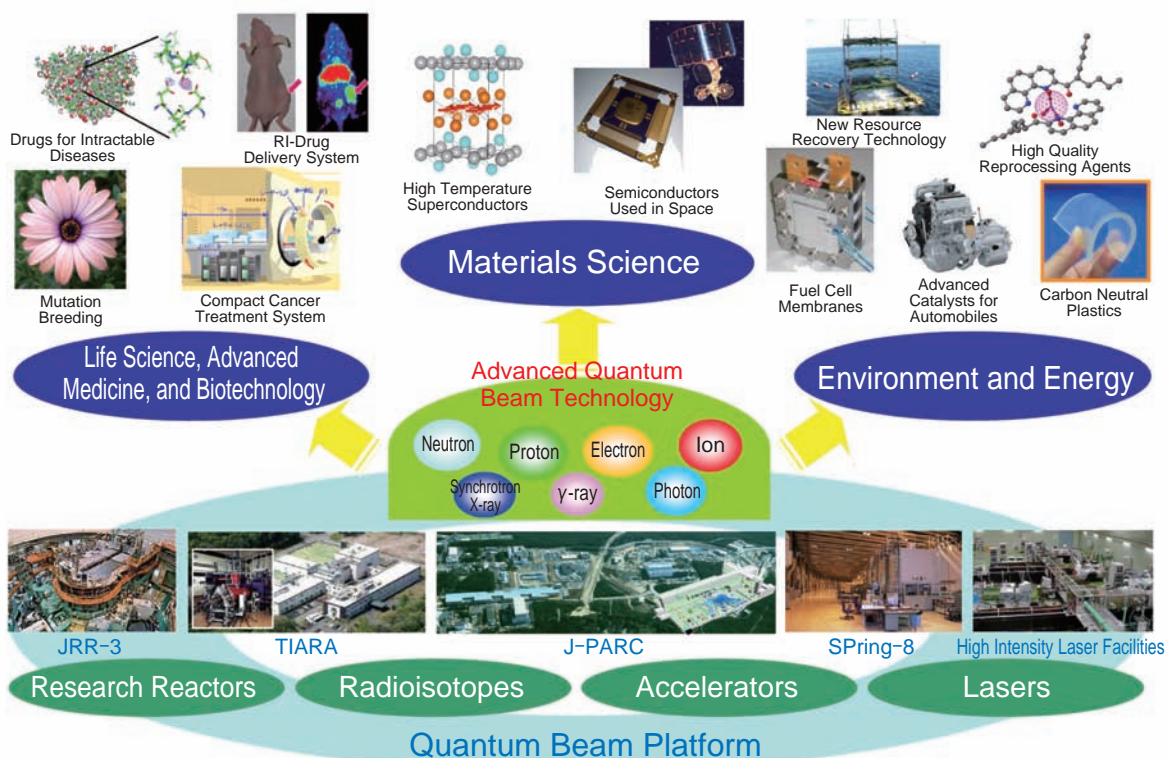 Drugs for Intractable
Diseases
RI-Drug
Delivery System
High Temperature
Superconductors
Semiconductors
Used in Space
New Resource
Recovery Technology
High Quality
Reprocessing Agents
Mutation
Breeding
Compact Cancer
Treatment System
Fuel Cell
Membranes
Advanced
Catalysts for
Automobiles
Carbon Neutral
Plastics
Materials Science
Life Science, Advanced
Medicine, and Biotechnology
Environment and Energy
Advanced Quantum
Beam Technology
Neutron
Proton
Electron
Ion
Synchrotron
X-ray
γ-ray
Photon
JRR-3
TIARA
J-PARC
SPring-8
High Intensity Laser Facilities
Research Reactors
Radioisotopes
Accelerators
Lasers
Quantum Beam Platform